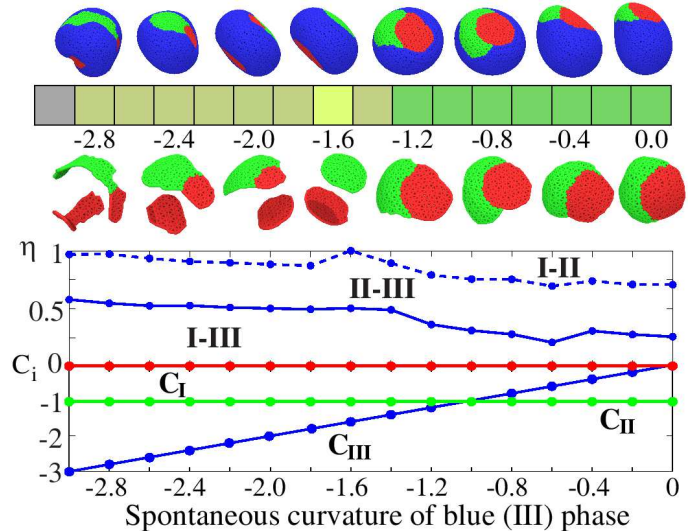 -2.8 -2.4 -2.0 -1.6 -1.2 -0.8 -0.4 0.0
η 1
I-II
II-III
0.5
I-III
C_i 0
C_I
-1
C_II
-2
C_III
-3
-2.8 -2.4 -2.0 -1.6 -1.2 -0.8 -0.4 0
Spontaneous curvature of blue (III) phase